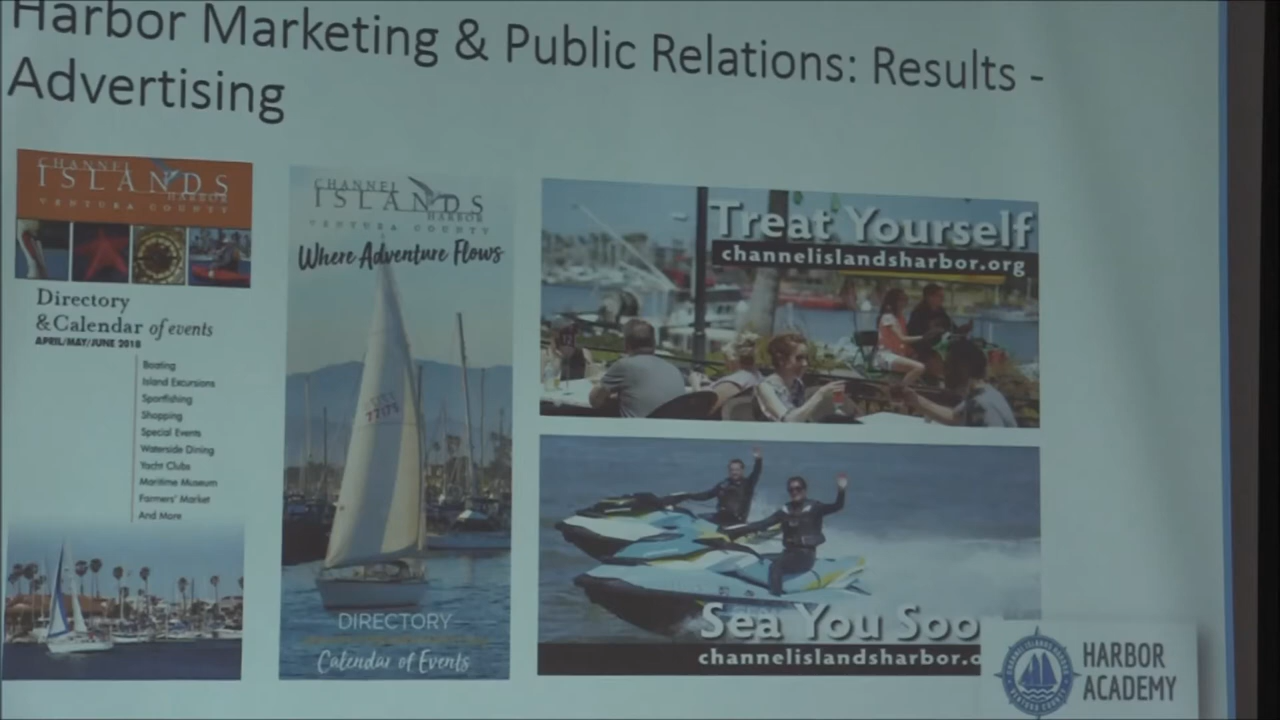 Harbor Marketing & Public Relations: Results -
Advertising
CHANNEL
ISLANDS
HARBOR
VENTURA COUNTY
Directory
&Calendar of events
APRIL/MAY/JUNE 2018
Boating
Island Excursions
Sportfishing
Shopping
Special Events
Waterside Dining
Yacht Clubs
Maritime Museum
Farmers' Market
And More
CHANNEL
ISLANDS
HARBOR
VENTURA COUNTY
Where Adventure Flows
DIRECTORY
Calendar of Events
Treat Yourself
channelislandsharbor.org
Sea You Soo
channelislandsharbor.o
HARBOR
ACADEMY